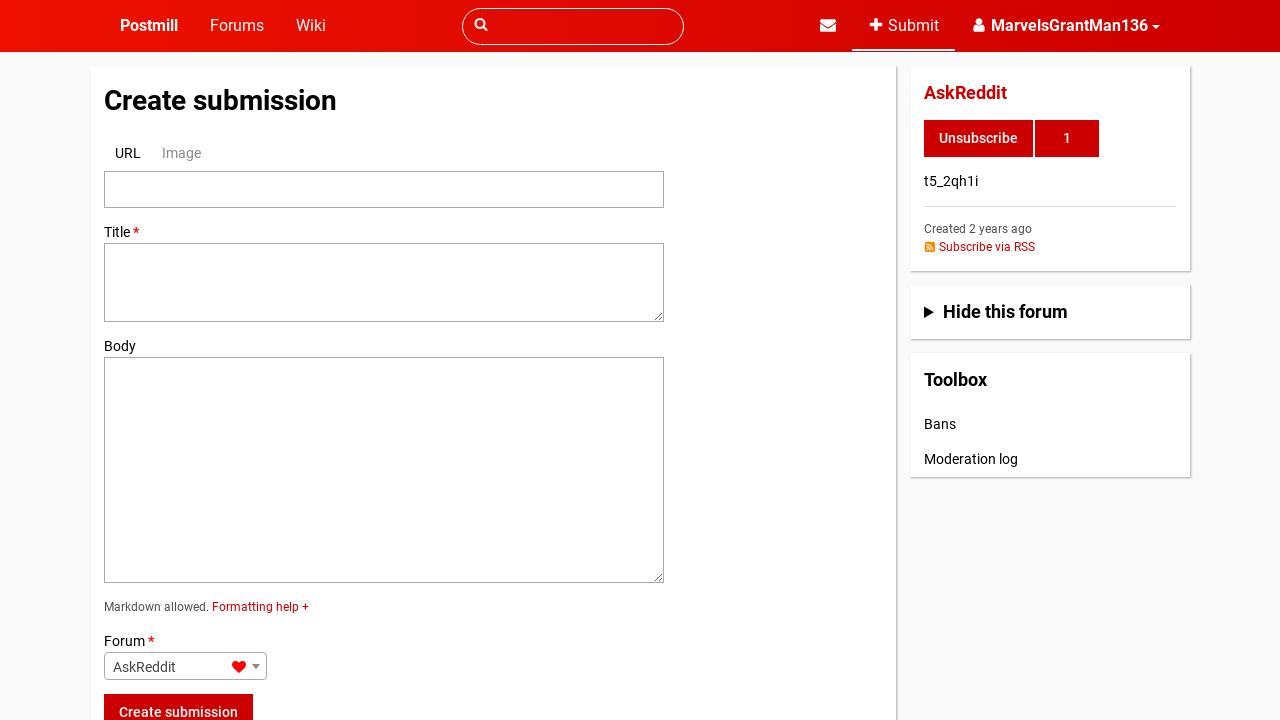 Postmill
Forums
Wiki
Submit
MarvelsGrantMan136
Create submission
URL
Image
Title *
Body
Markdown allowed. Formatting help +
Forum *
AskReddit
Create submission
AskReddit
Unsubscribe
1
t5_2qh1i
Created 2 years ago
Subscribe via RSS
Hide this forum
Toolbox
Bans
Moderation log